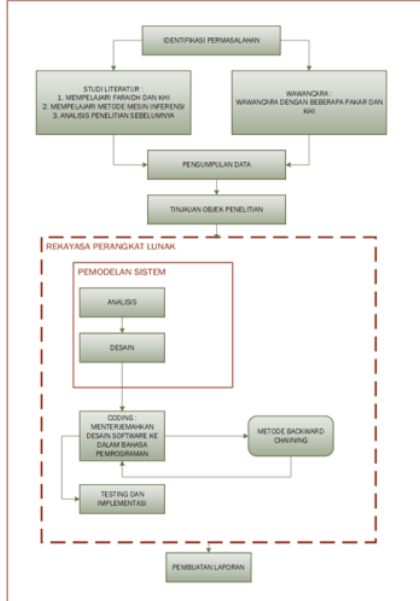 IDENTIFIKASI PERMASALAHAN
STUDI LITERATUR :
1. MEMPELAJARI FARAIDH DAN KHI
2. MEMPELAJARI METODE MESIN INFERENSI
3. ANALISIS PENELITIAN SEBELUMNYA
WAWANCARA :
WAWANCARA DENGAN BEBERAPA PAKAR DAN
KHI
PENGUMPULAN DATA
TINJAUAN OBJEK PENELITIAN
REKAYASA PERANGKAT LUNAK
PEMODELAN SISTEM
ANALISIS
DESAIN
CODING :
MENTERJEMAHKAN
DESAIN SOFTWARE KE
DALAM BAHASA
PEMROGRAMAN
METODE BACKWARD
CHAINING
TESTING DAN
IMPLEMENTASI
PEMBUATAN LAPORAN